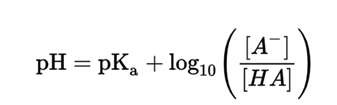 pH = pKₐ + log₁₀ ([A⁻] / [HA])